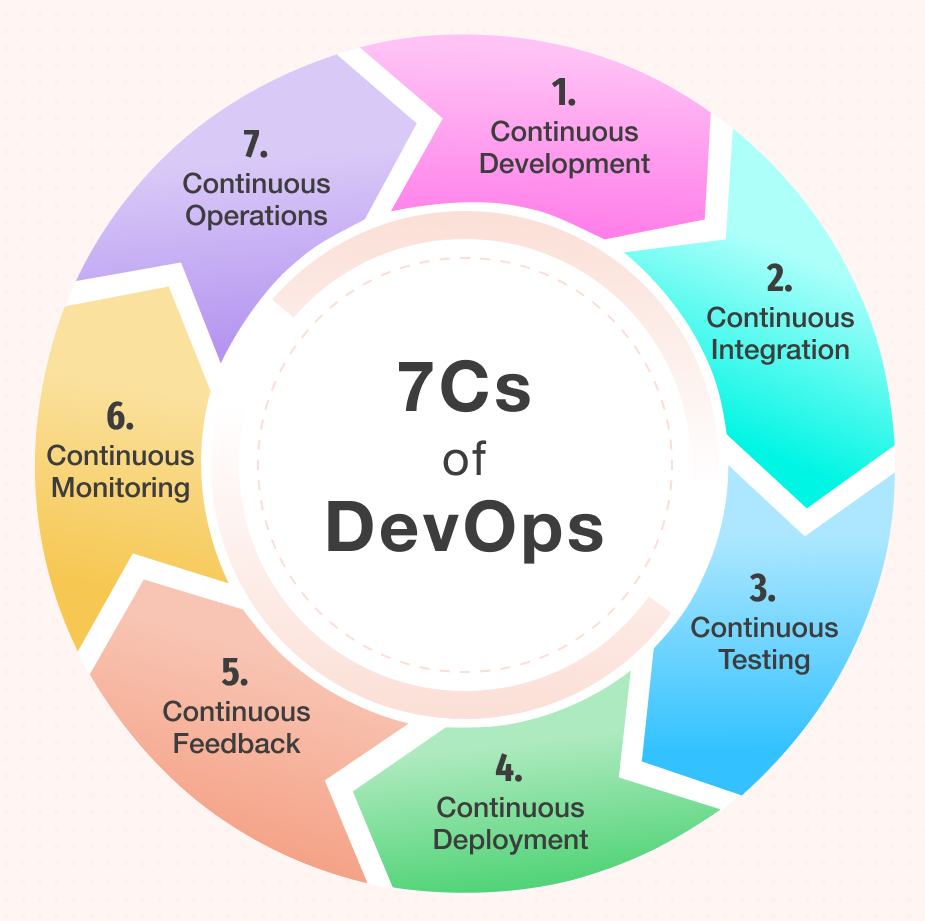 7Cs
of
DevOps
1.
Continuous
Development
2.
Continuous
Integration
3.
Continuous
Testing
4.
Continuous
Deployment
5.
Continuous
Feedback
6.
Continuous
Monitoring
7.
Continuous
Operations